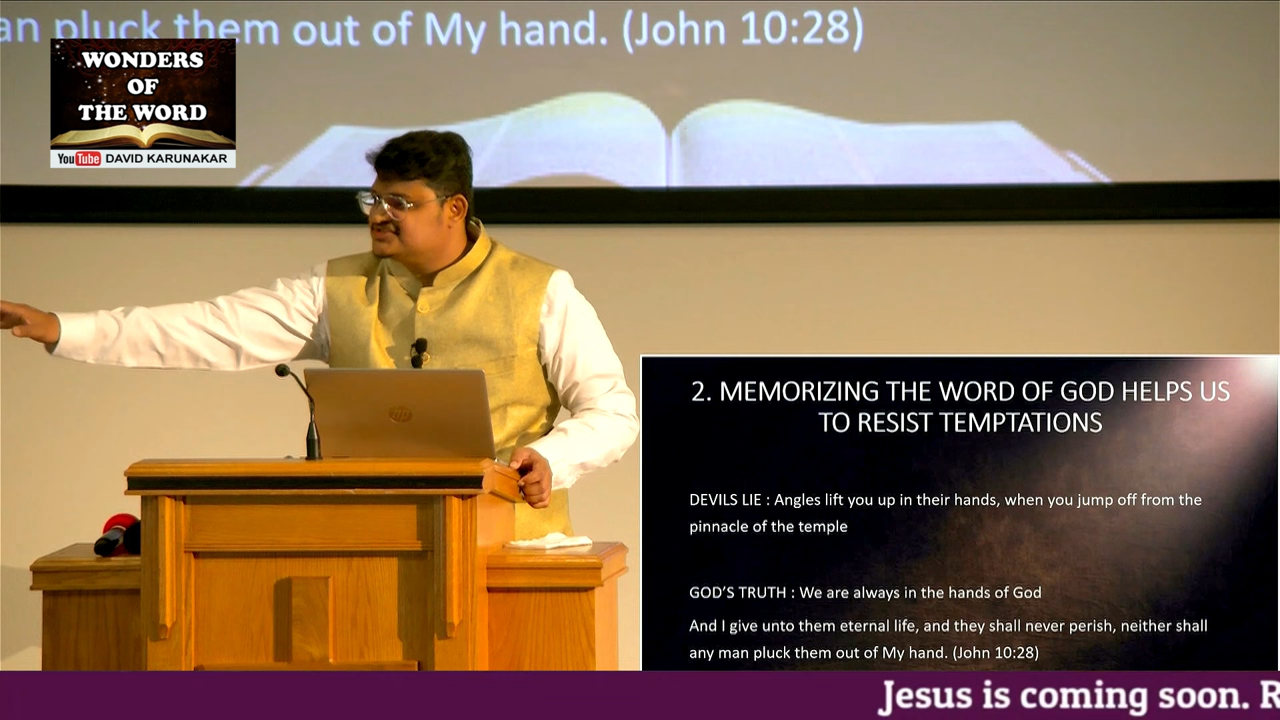 an pluck them out of My hand. (John 10:28)
WONDERS
OF
THE WORD
YouTube DAVID KARUNAKAR
hp
2. MEMORIZING THE WORD OF GOD HELPS US
TO RESIST TEMPTATIONS
DEVILS LIE : Angles lift you up in their hands, when you jump off from the
pinnacle of the temple
GOD'S TRUTH : We are always in the hands of God
And I give unto them eternal life, and they shall never perish, neither shall
any man pluck them out of My hand. (John 10:28)
Jesus is coming soon. R